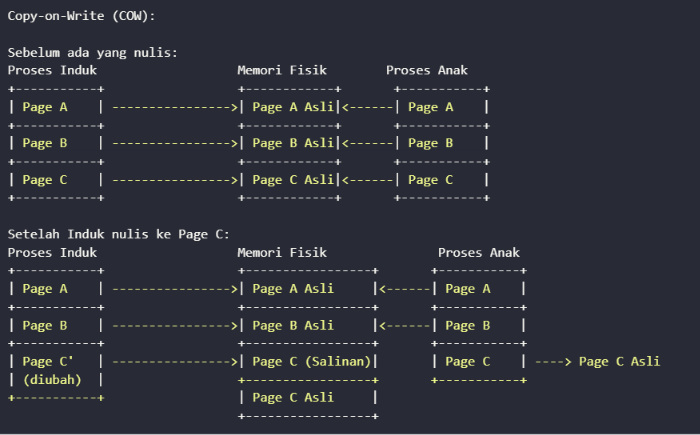 Copy-on-Write (COW):

Sebelum ada yang nulis:
Proses Induk                   Memori Fisik        Proses Anak
+-----------+                  +------------+       +-----------+
| Page A    | ---------------->| Page A Asli|<------| Page A    |
+-----------+                  +------------+       +-----------+
| Page B    | ---------------->| Page B Asli|<------| Page B    |
+-----------+                  +------------+       +-----------+
| Page C    | ---------------->| Page C Asli|<------| Page C    |
+-----------+                  +------------+       +-----------+

Setelah Induk nulis ke Page C:
Proses Induk                   Memori Fisik               Proses Anak
+-----------+                  +-----------------+       +-----------+
| Page A    | ---------------->| Page A Asli     |<------| Page A    |
+-----------+                  +-----------------+       +-----------+
| Page B    | ---------------->| Page B Asli     |<------| Page B    |
+-----------+                  +-----------------+       +-----------+
| Page C'   | ---------------->| Page C (Salinan)|       | Page C    | ----> Page C Asli
| (diubah)  |                  +-----------------+       +-----------+
+-----------+                  | Page C Asli     |
                               +-----------------+